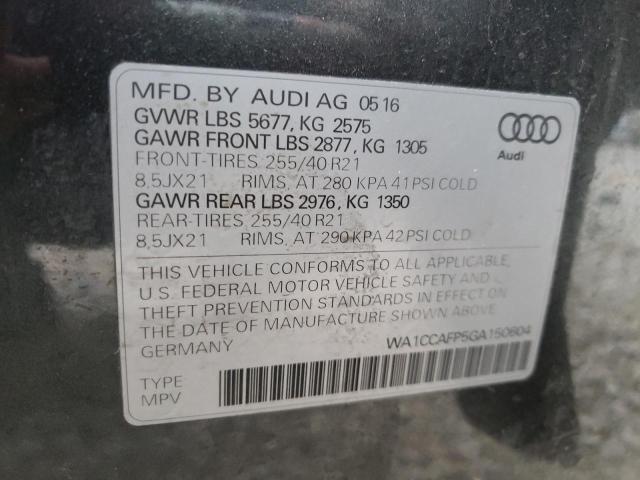 MFD. BY AUDI AG 05 16
GVWR LBS 5677, KG 2575
GAWR FRONT LBS 2877, KG 1305
FRONT-TIRES 255/40 R21
8,5JX21 RIMS, AT 280 KPA 41 PSI COLD
GAWR REAR LBS 2976, KG 1350
REAR-TIRES 255/40 R21
8,5JX21 RIMS, AT 290 KPA 42 PSI COLD
Audi
THIS VEHICLE CONFORMS TO ALL APPLICABLE,
U.S. FEDERAL MOTOR VEHICLE SAFETY AND
THEFT PREVENTION STANDARDS IN EFFECT ON
THE DATE OF MANUFACTURE SHOWN ABOVE.
GERMANY
WA1CCAFP5GA150604
TYPE
MPV